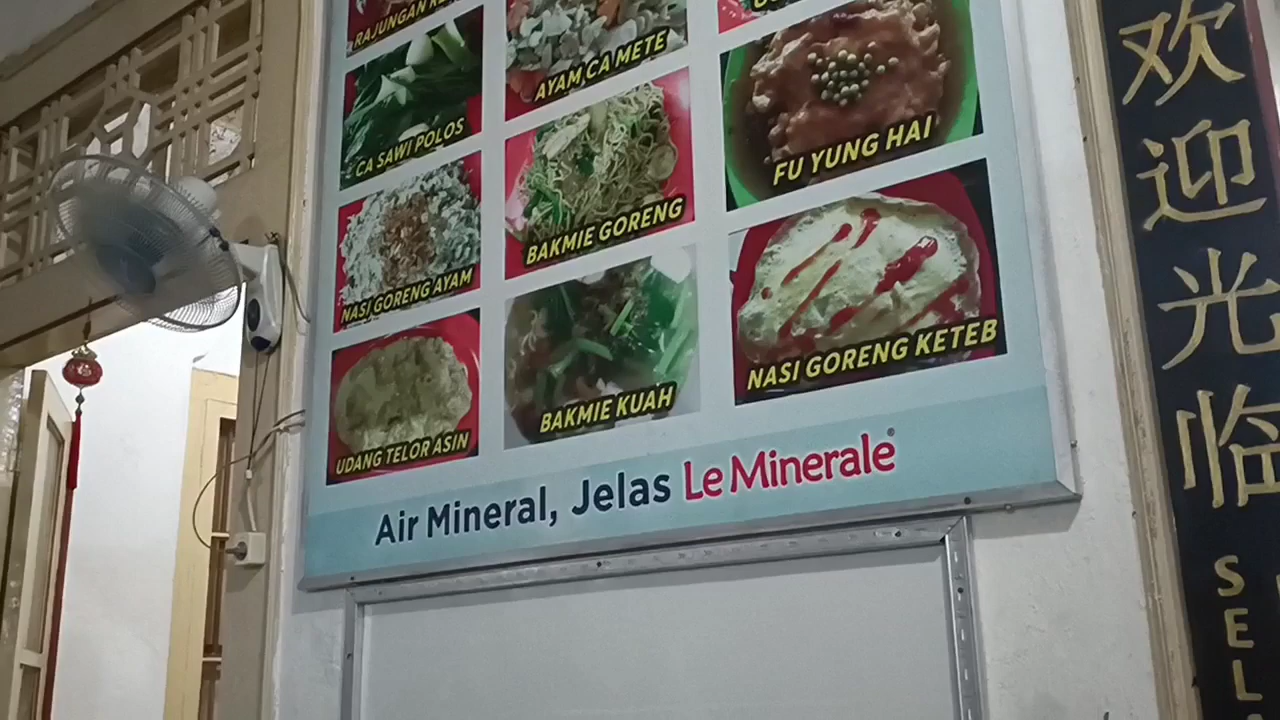 RAJUNGAN
AYAM CA METE
CA SAWI POLOS
FU YUNG HAI
BAKMIE GORENG
NASI GORENG AYAM
NASI GORENG KETEB
BAKMIE KUAH
UDANG TELOR ASIN
Air Mineral, Jelas Le Minerale®
欢迎光临
SELA